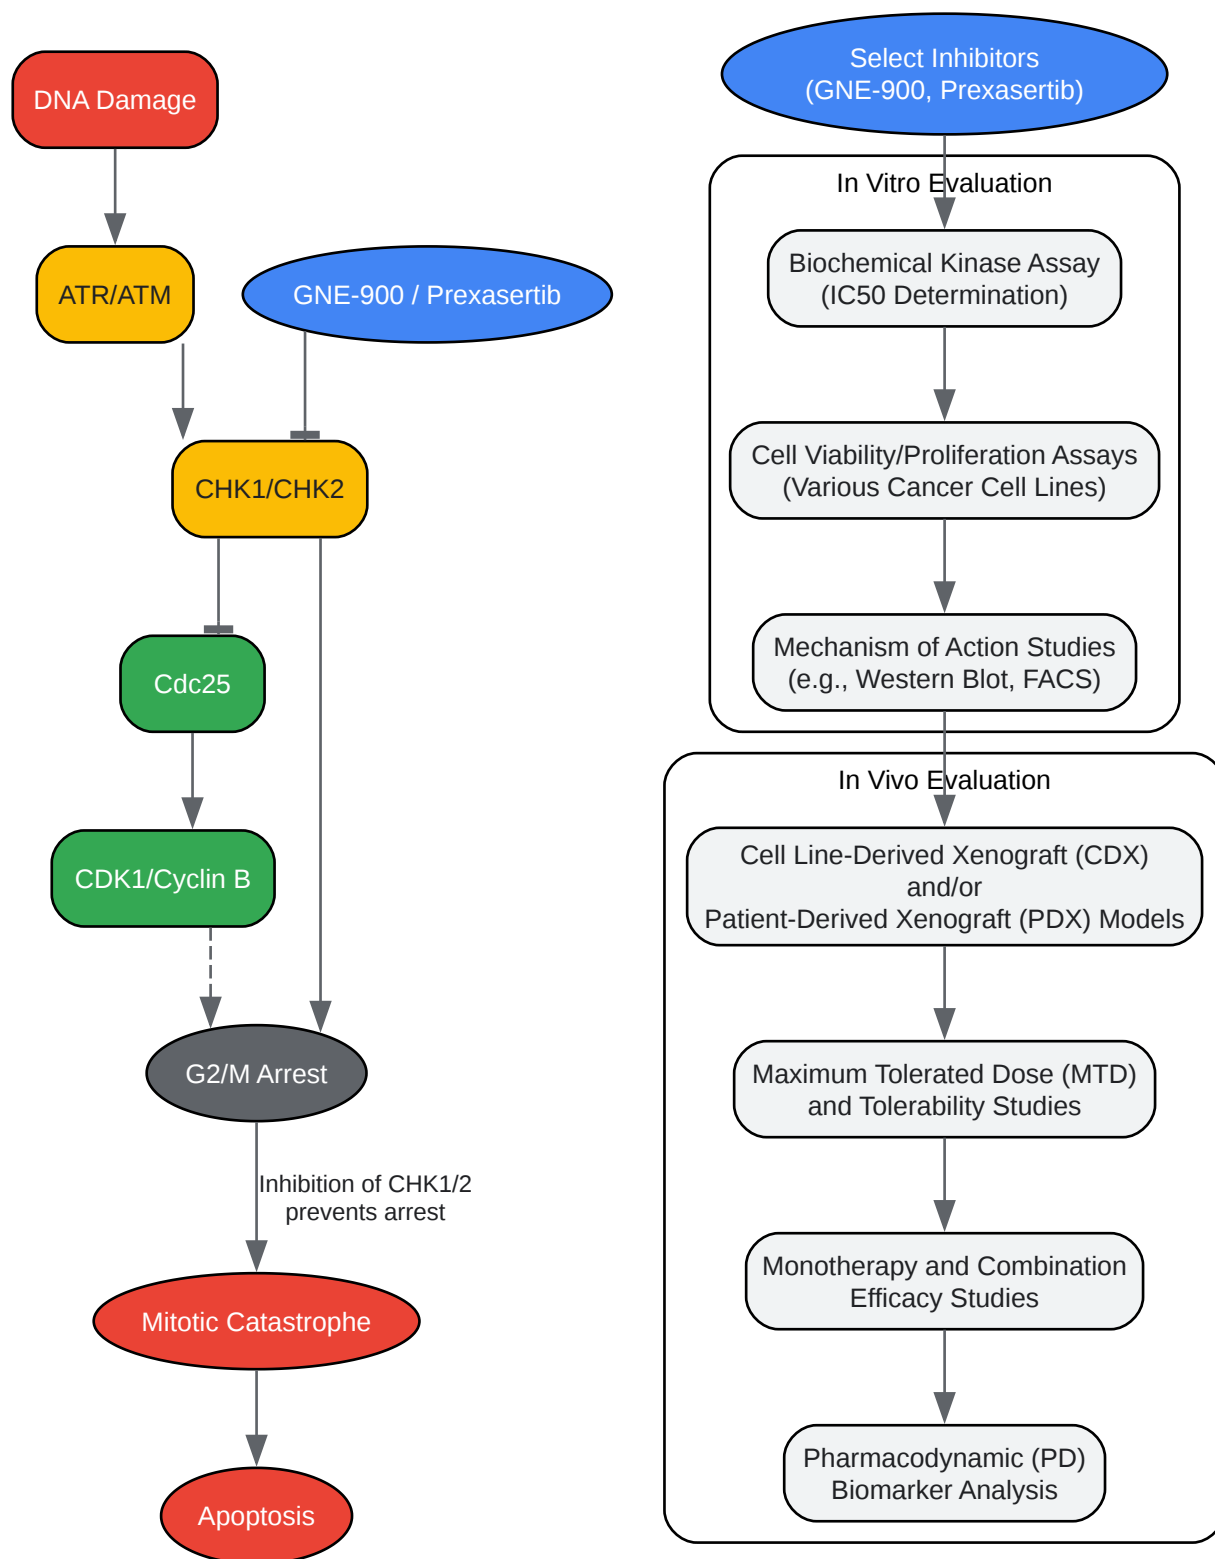 DNA Damage
ATR/ATM
GNE-900 / Prexasertib
CHK1/CHK2
Cdc25
CDK1/Cyclin B
G2/M Arrest
Inhibition of CHK1/2
prevents arrest
Mitotic Catastrophe
Apoptosis
Select Inhibitors
(GNE-900, Prexasertib)
In Vitro Evaluation
Biochemical Kinase Assay
(IC50 Determination)
Cell Viability/Proliferation Assays
(Various Cancer Cell Lines)
Mechanism of Action Studies
(e.g., Western Blot, FACS)
In Vivo Evaluation
Cell Line-Derived Xenograft (CDX)
and/or
Patient-Derived Xenograft (PDX) Models
Maximum Tolerated Dose (MTD)
and Tolerability Studies
Monotherapy and Combination
Efficacy Studies
Pharmacodynamic (PD)
Biomarker Analysis